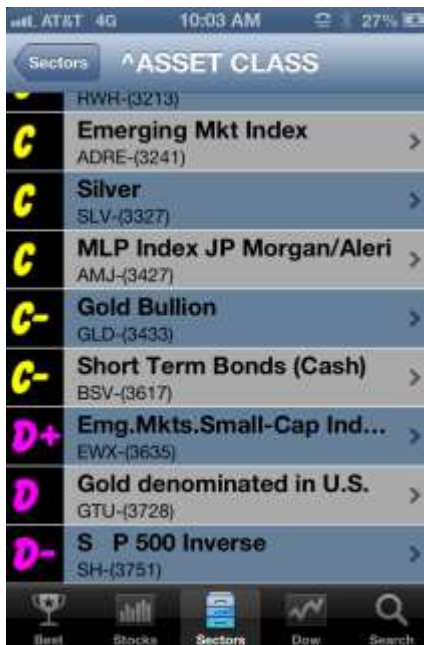 AT&T 4G 10:03 AM 27%
Sectors ^ASSET CLASS
RWR-(3213)
C Emerging Mkt Index
ADRE-(3241)
C Silver
SLV-(3327)
C MLP Index JP Morgan/Aleri
AMJ-(3427)
C- Gold Bullion
GLD-(3433)
C- Short Term Bonds (Cash)
BSV-(3617)
D+ Emg.Mkts.Small-Cap Ind...
EWX-(3635)
D Gold denominated in U.S.
GTU-(3728)
D- S P 500 Inverse
SH-(3751)
Best Stocks Sectors Dow Search